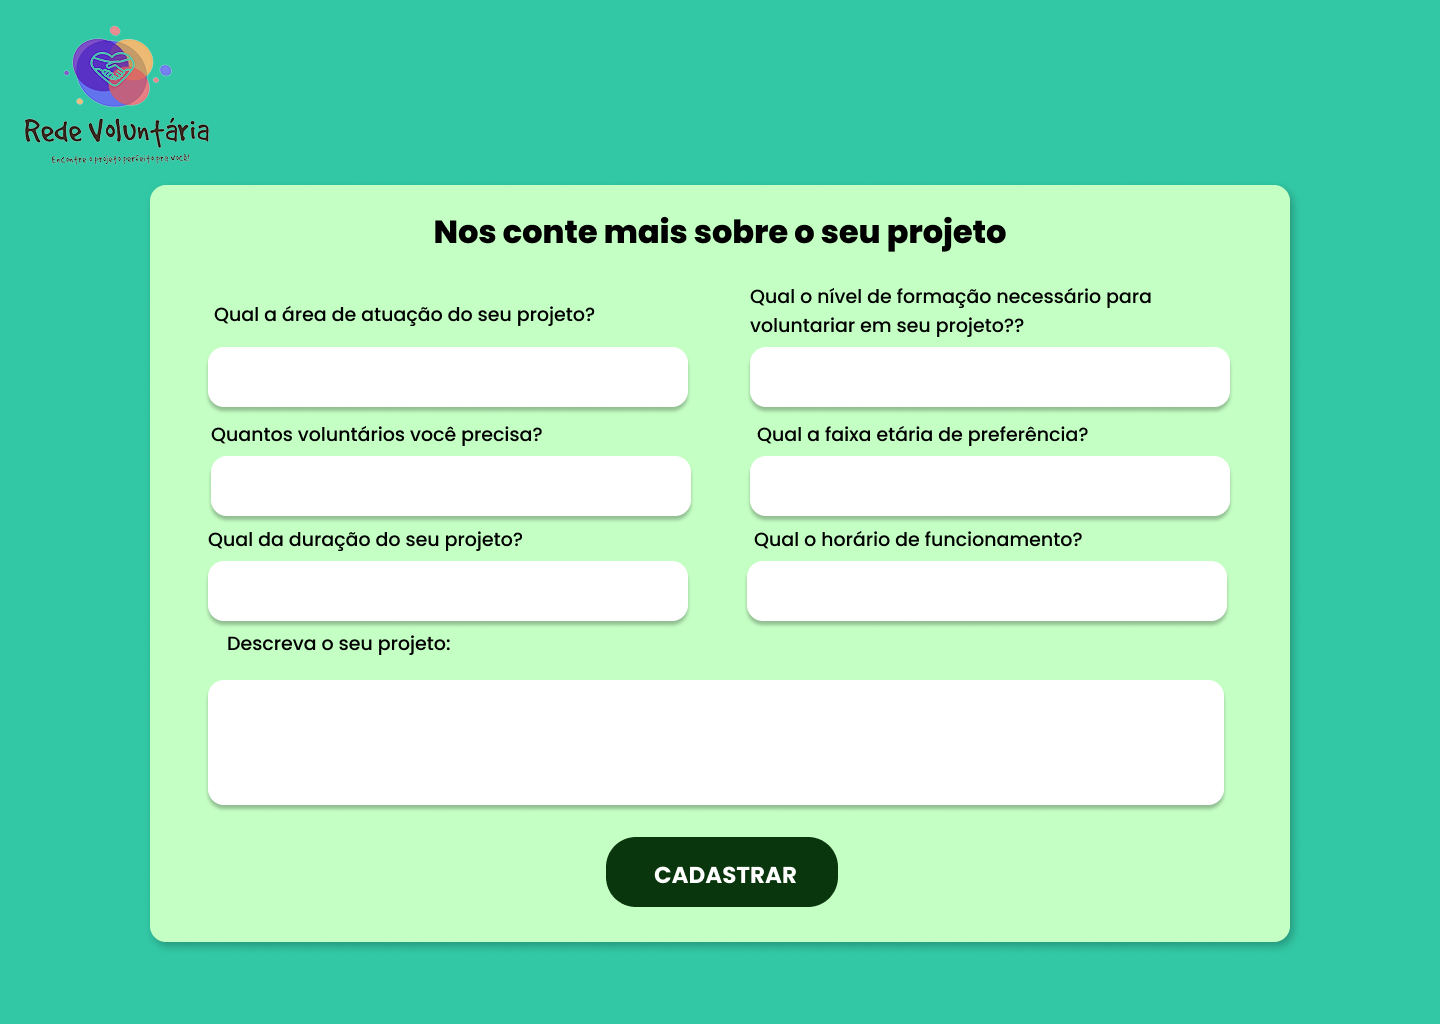 Rede Voluntária
Encontre o projeto perfeito pra você!
Nos conte mais sobre o seu projeto
Qual a área de atuação do seu projeto?
Qual o nível de formação necessário para
voluntariar em seu projeto??
Quantos voluntários você precisa?
Qual a faixa etária de preferência?
Qual da duração do seu projeto?
Qual o horário de funcionamento?
Descreva o seu projeto:
CADASTRAR